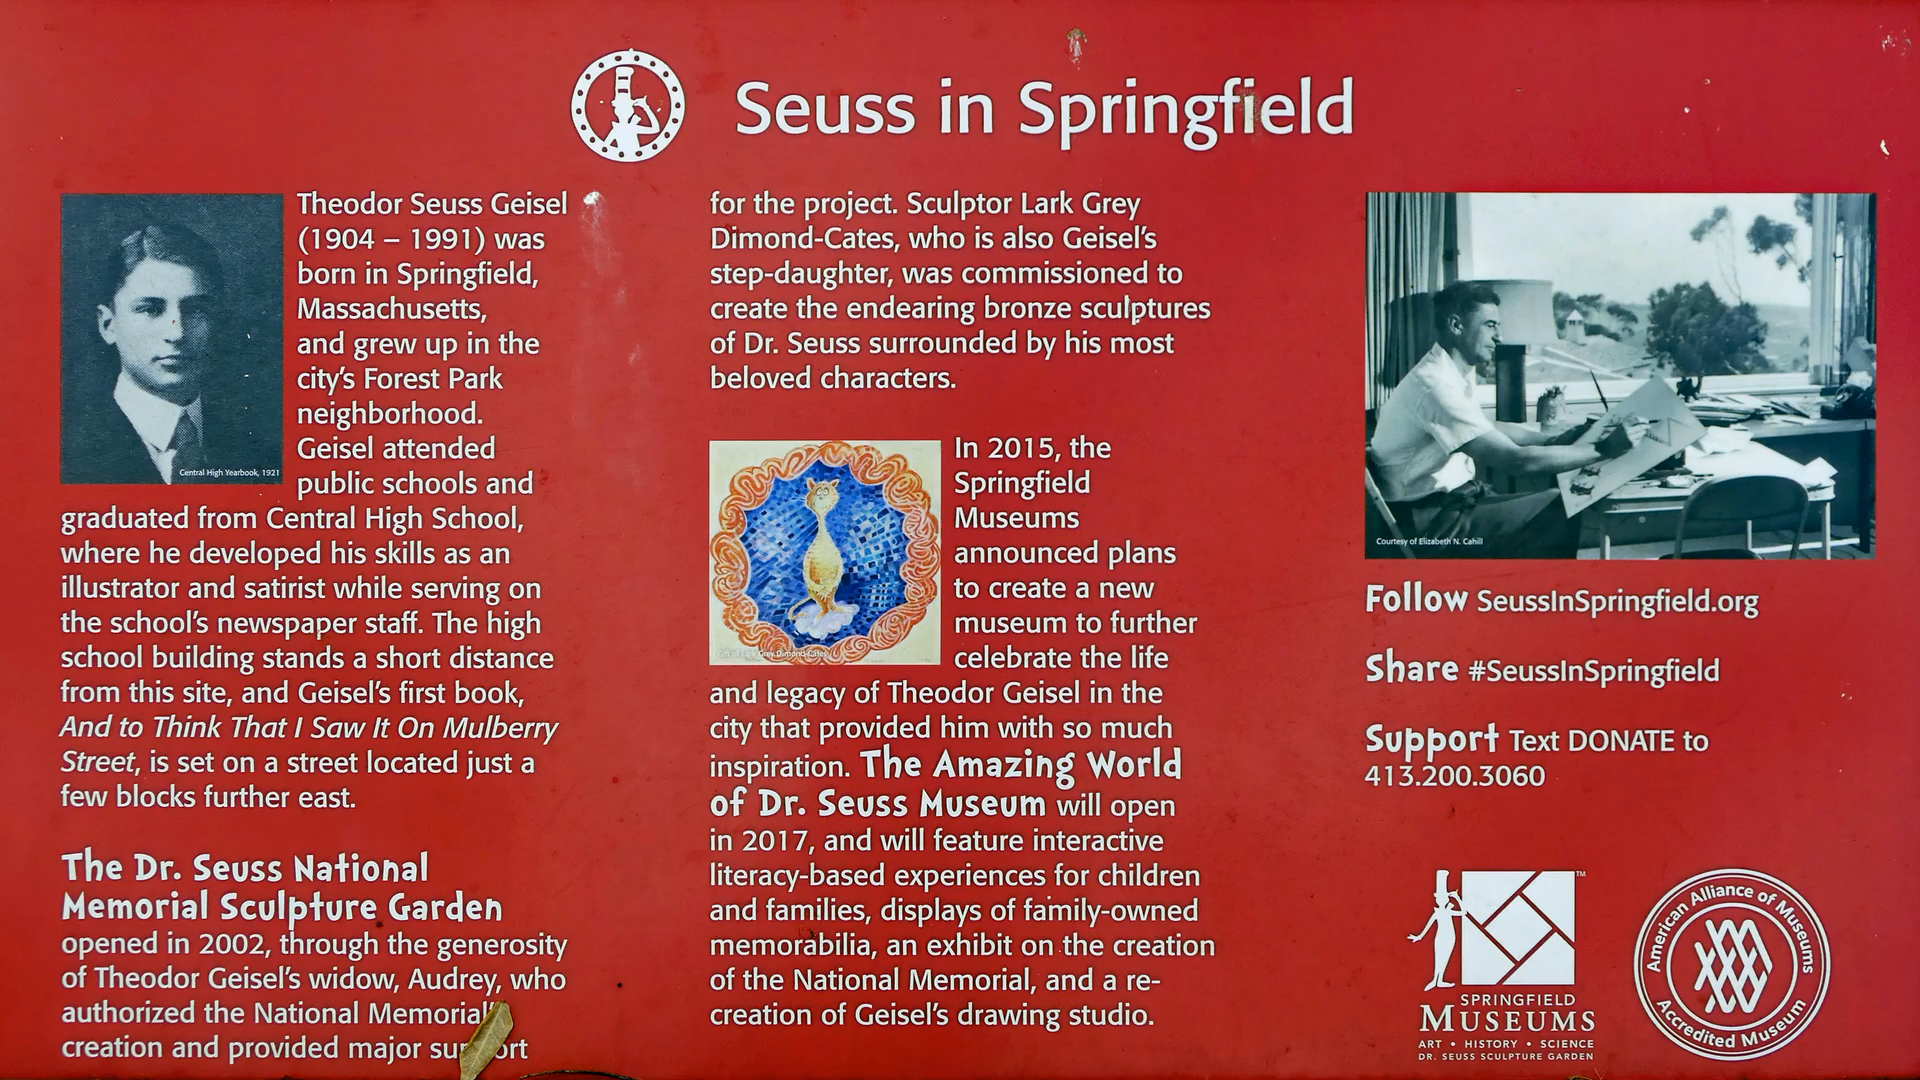 Seuss in Springfield
Theodor Seuss Geisel
(1904 – 1991) was
born in Springfield,
Massachusetts,
and grew up in the
city's Forest Park
neighborhood.
Geisel attended
public schools and
Central High Yearbook, 1921
graduated from Central High School,
where he developed his skills as an
illustrator and satirist while serving on
the school's newspaper staff. The high
school building stands a short distance
from this site, and Geisel's first book,
And to Think That I Saw It On Mulberry
Street, is set on a street located just a
few blocks further east.
The Dr. Seuss National
Memorial Sculpture Garden
opened in 2002, through the generosity
of Theodor Geisel's widow, Audrey, who
authorized the National Memorial
creation and provided major
for the project. Sculptor Lark Grey
Dimond-Cates, who is also Geisel's
step-daughter, was commissioned to
create the endearing bronze sculptures
of Dr. Seuss surrounded by his most
beloved characters.
In 2015, the
Springfield
Museums
announced plans
to create a new
museum to further
celebrate the life
Gift of Lark Grey Dimond-Cates
and legacy of Theodor Geisel in the
city that provided him with so much
inspiration. The Amazing World
of Dr. Seuss Museum will open
in 2017, and will feature interactive
literacy-based experiences for children
and families, displays of family-owned
memorabilia, an exhibit on the creation
of the National Memorial, and a re-
creation of Geisel's drawing studio.
Courtesy of Elizabeth N. Cahill
Follow SeussInSpringfield.org
Share #SeussInSpringfield
Support Text DONATE to
413.200.3060
TM
SPRINGFIELD
MUSEUMS
ART • HISTORY • SCIENCE
DR. SEUSS SCULPTURE GARDEN
American Alliance of Museums
Accredited Museum